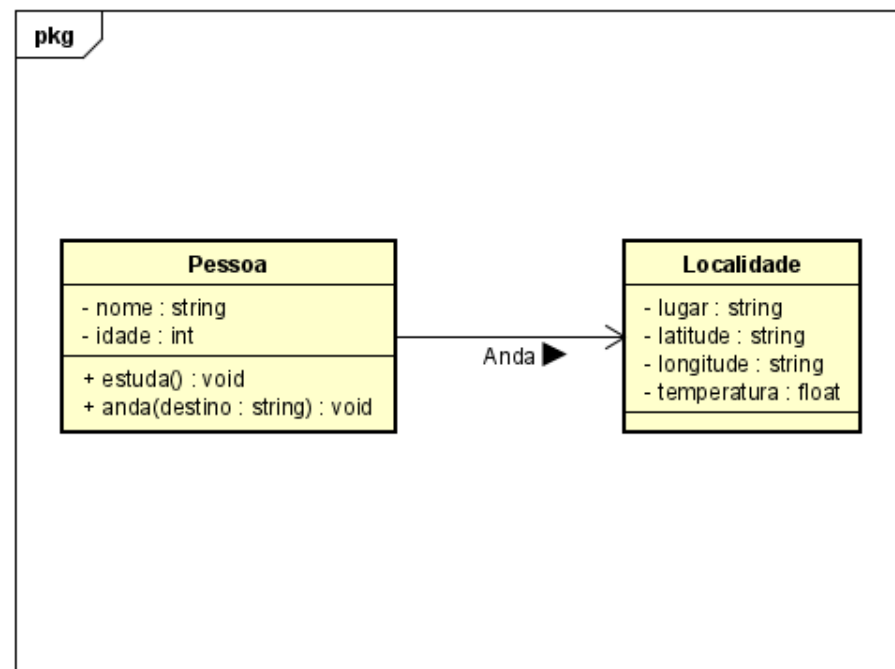 pkg
Pessoa
- nome : string
- idade : int
+ estuda() : void
+ anda(destino : string) : void
Anda ▶
Localidade
- lugar : string
- latitude : string
- longitude : string
- temperatura : float